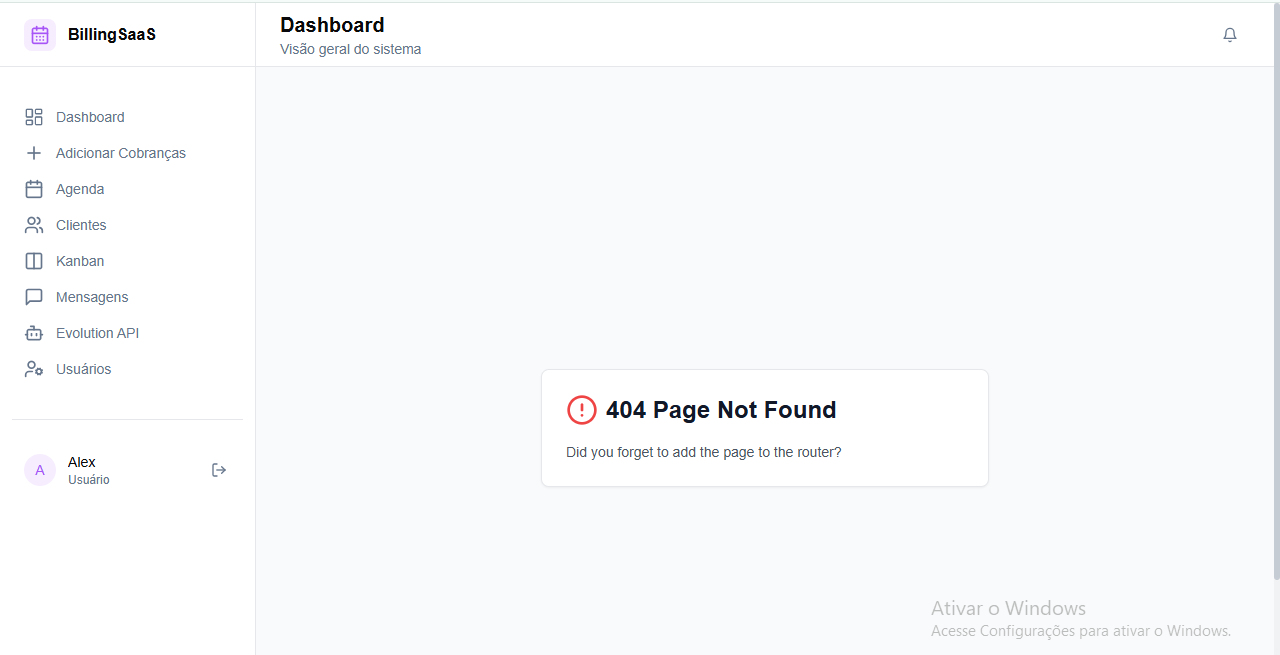 BillingSaaS
Dashboard
Visão geral do sistema
Dashboard
Adicionar Cobranças
Agenda
Clientes
Kanban
Mensagens
Evolution API
Usuários
A
Alex
Usuário
404 Page Not Found
Did you forget to add the page to the router?
Ativar o Windows
Acesse Configurações para ativar o Windows.